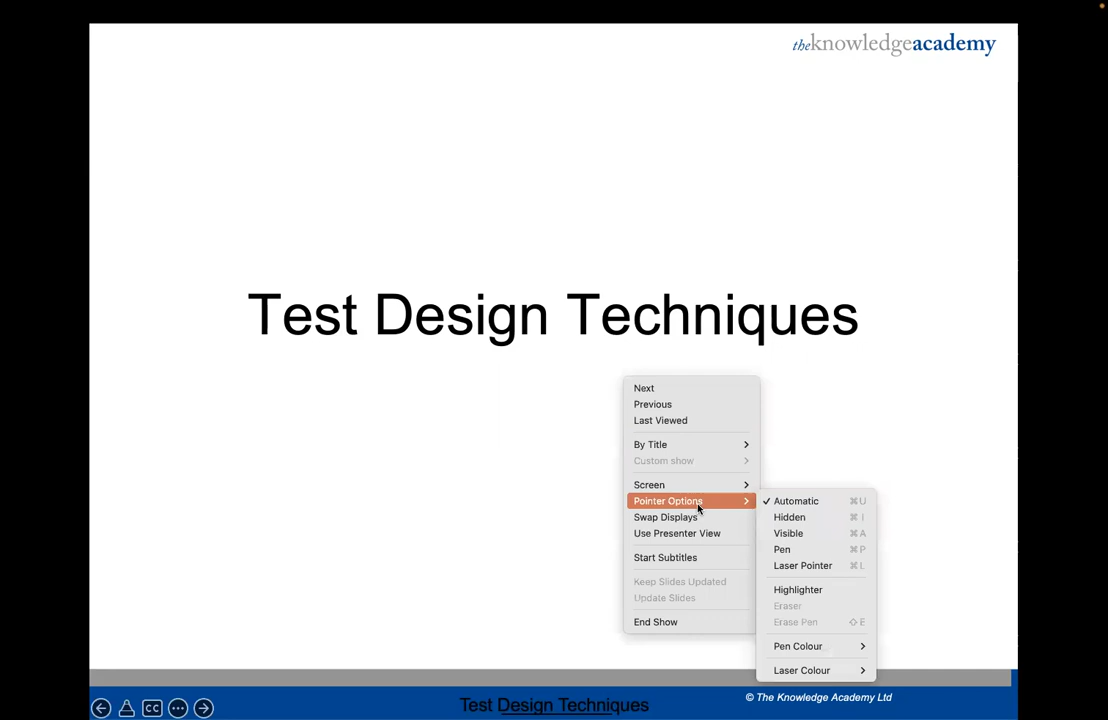 theknowledgeacademy
Test Design Techniques
Next
Previous
Last Viewed
By Title
Custom show
Screen
Pointer Options
Swap Displays
Use Presenter View
Start Subtitles
Keep Slides Updated
Update Slides
End Show
Automatic ⌘U
Hidden ⌘I
Visible ⌘A
Pen ⌘P
Laser Pointer ⌘L
Highlighter
Eraser
Erase Pen ⇧E
Pen Colour
Laser Colour
CC
Test Design Techniques
© The Knowledge Academy Ltd